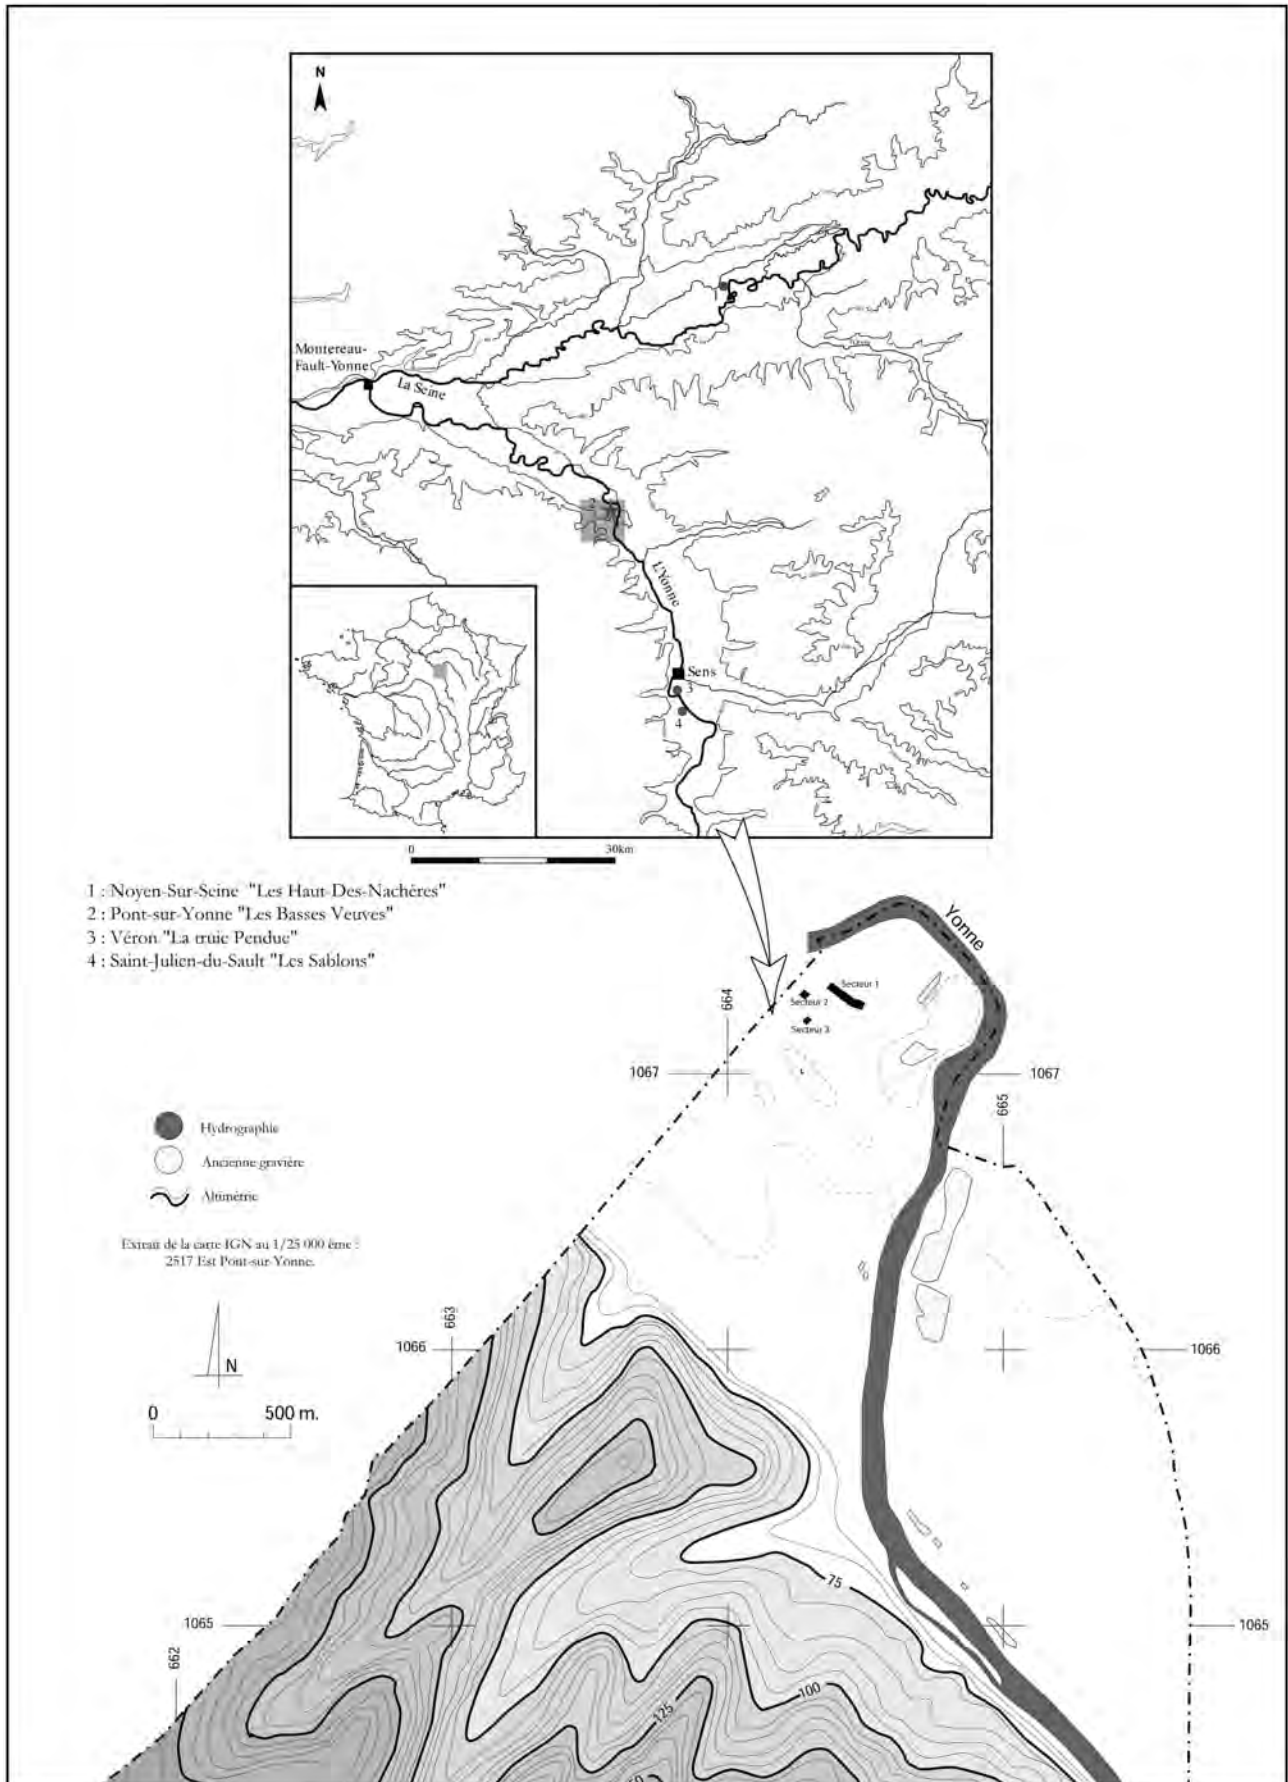 N
Montereau-
Fault-Yonne
La Seine
1
2
L'Yonne
Sens
3
4
0 30km
1 : Noyen-Sur-Seine "Les Haut-Des-Nachères"
2 : Pont-sur-Yonne "Les Basses Veuves"
3 : Véron "La truie Pendue"
4 : Saint-Julien-du-Sault "Les Sablons"
Yonne
664
Secteur 1
Secteur 2
Secteur 3
1067
1067
665
Hydrographie
Ancienne gravière
Altimétrie
Extrait de la carte IGN au 1/25 000 ème :
2517 Est Pont-sur-Yonne.
663
1066
1066
N
0 500 m.
75
1065
1065
662
100
125